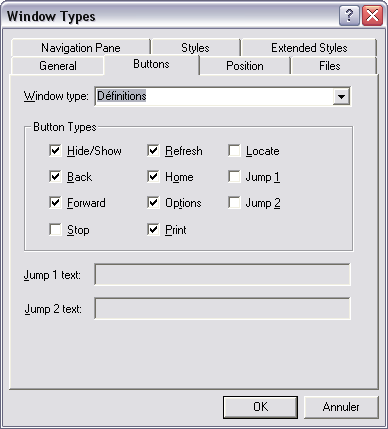 Window Types
Navigation Pane Styles Extended Styles
General Buttons Position Files
Window type: Définitions
Button Types
Hide/Show Refresh Locate
Back Home Jump 1
Forward Options Jump 2
Stop Print
Jump 1 text:
Jump 2 text:
OK Annuler